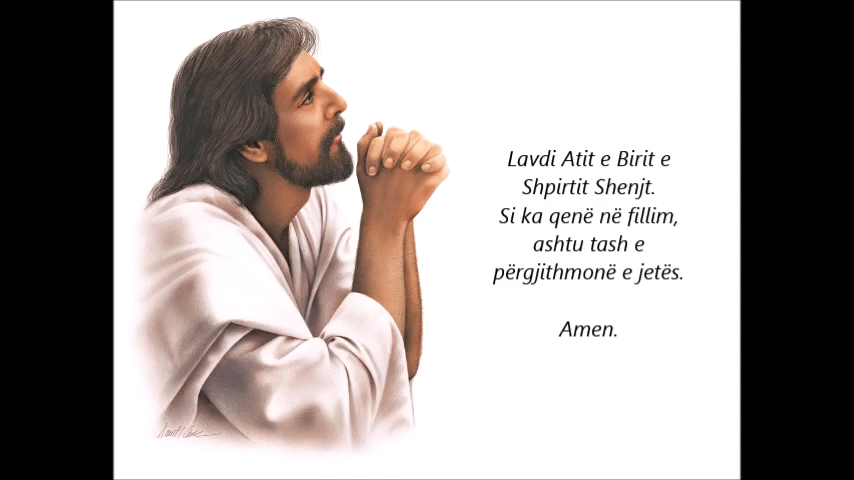 Lavdi Atit e Birit e
Shpirtit Shenjt.
Si ka qenë në fillim,
ashtu tash e
përgjithmonë e jetës.
Amen.